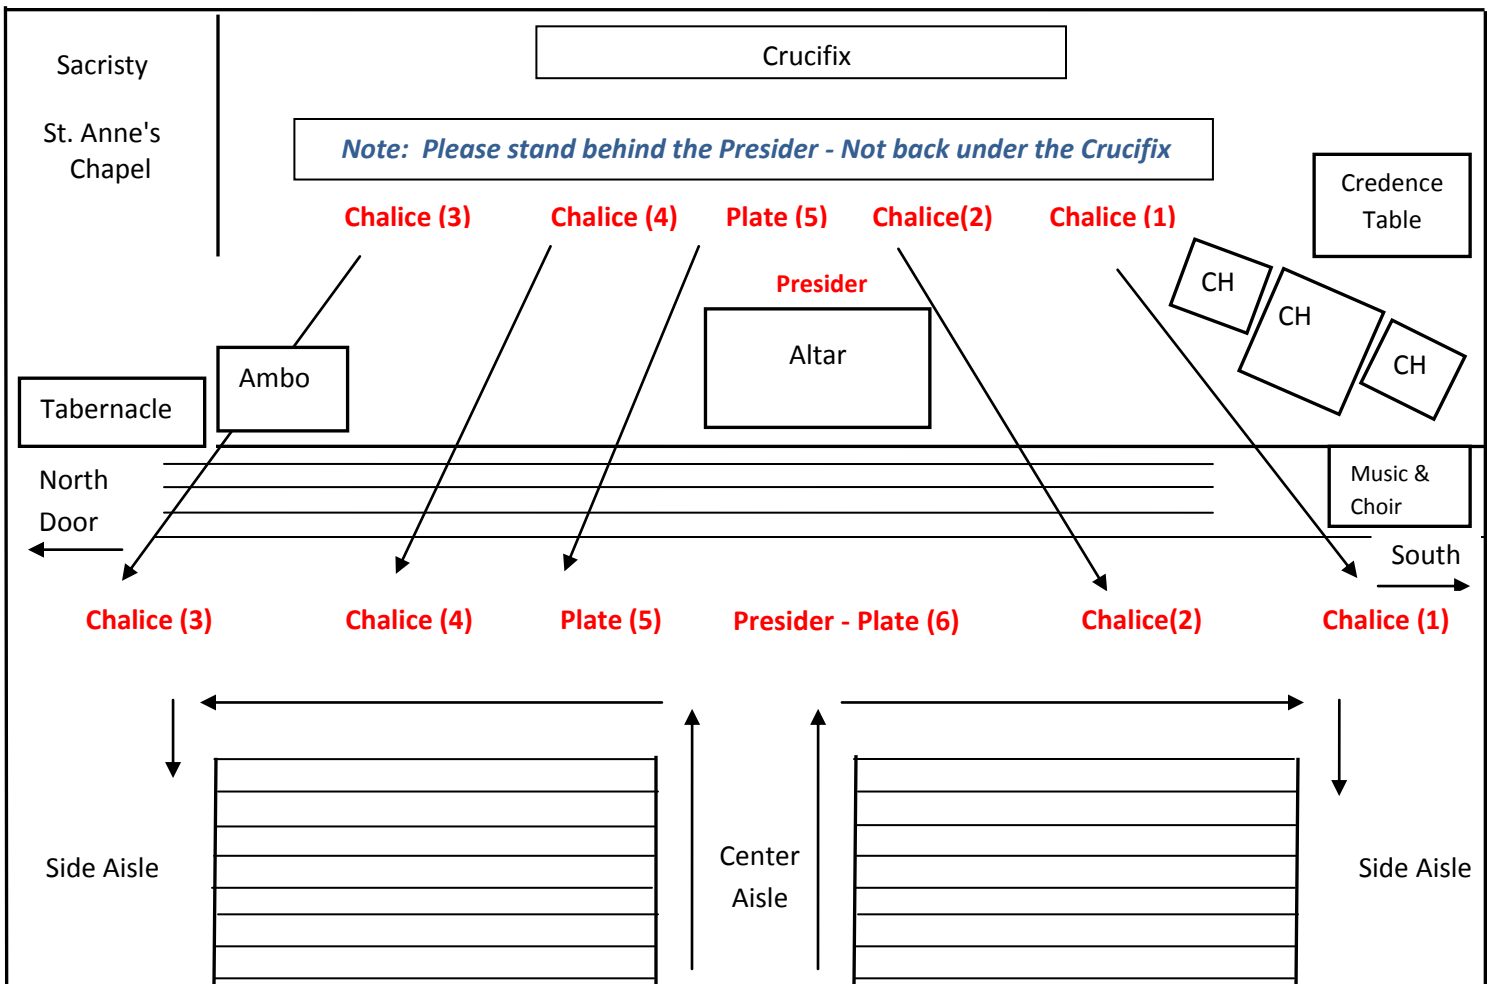 Crucifix
Sacristy
St. Anne's
Chapel
Note:  Please stand behind the Presider - Not back under the Crucifix
Credence
Table
Chalice (3)
Chalice (4)
Plate (5)
Chalice(2)
Chalice (1)
Presider
CH
CH
CH
Altar
Ambo
Tabernacle
North
Door
Music &
Choir
South
Chalice (3)
Chalice (4)
Plate (5)
Presider - Plate (6)
Chalice(2)
Chalice (1)
Side Aisle
Center
Aisle
Side Aisle